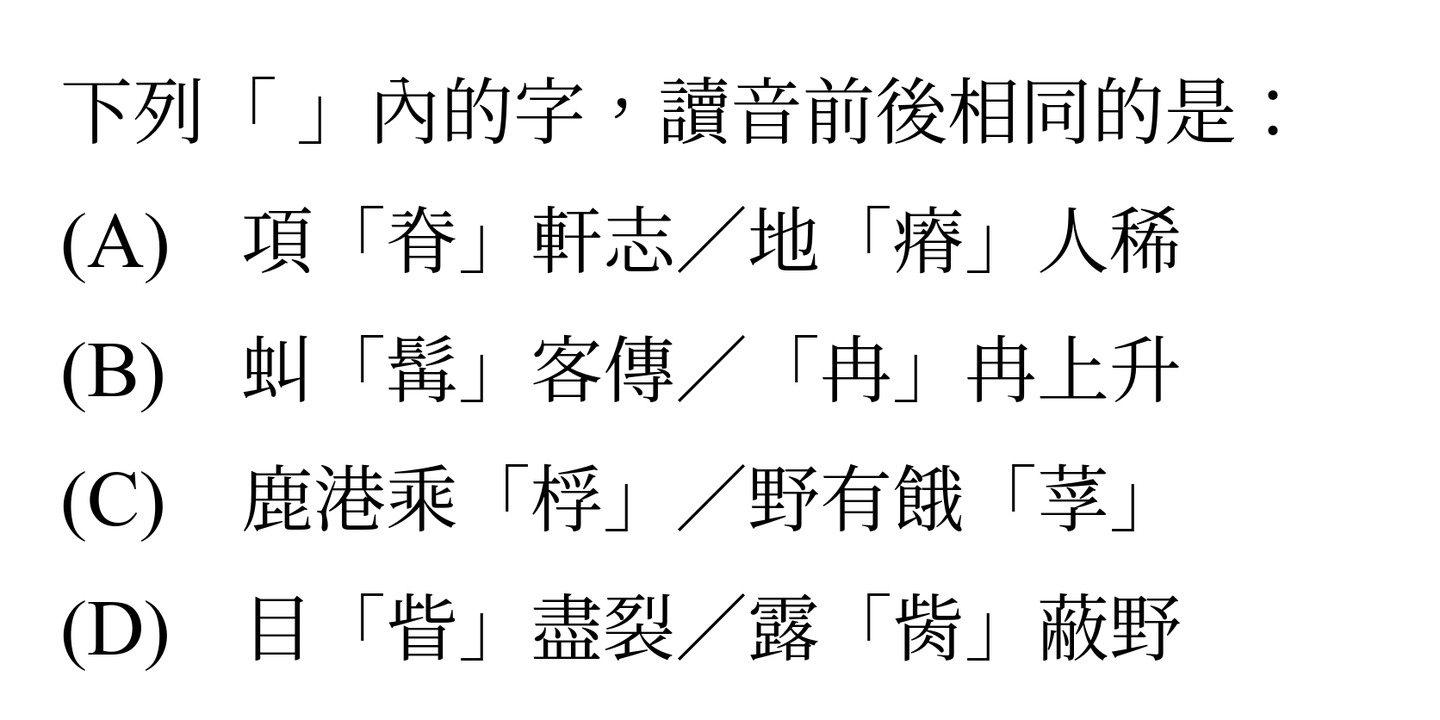 下列「 」內的字，讀音前後相同的是：
(A) 項「脊」軒志／地「瘠」人稀
(B) 虯「髯」客傳／「冉」冉上升
(C) 鹿港乘「桴」／野有餓「莩」
(D) 目「眥」盡裂／露「胔」蔽野